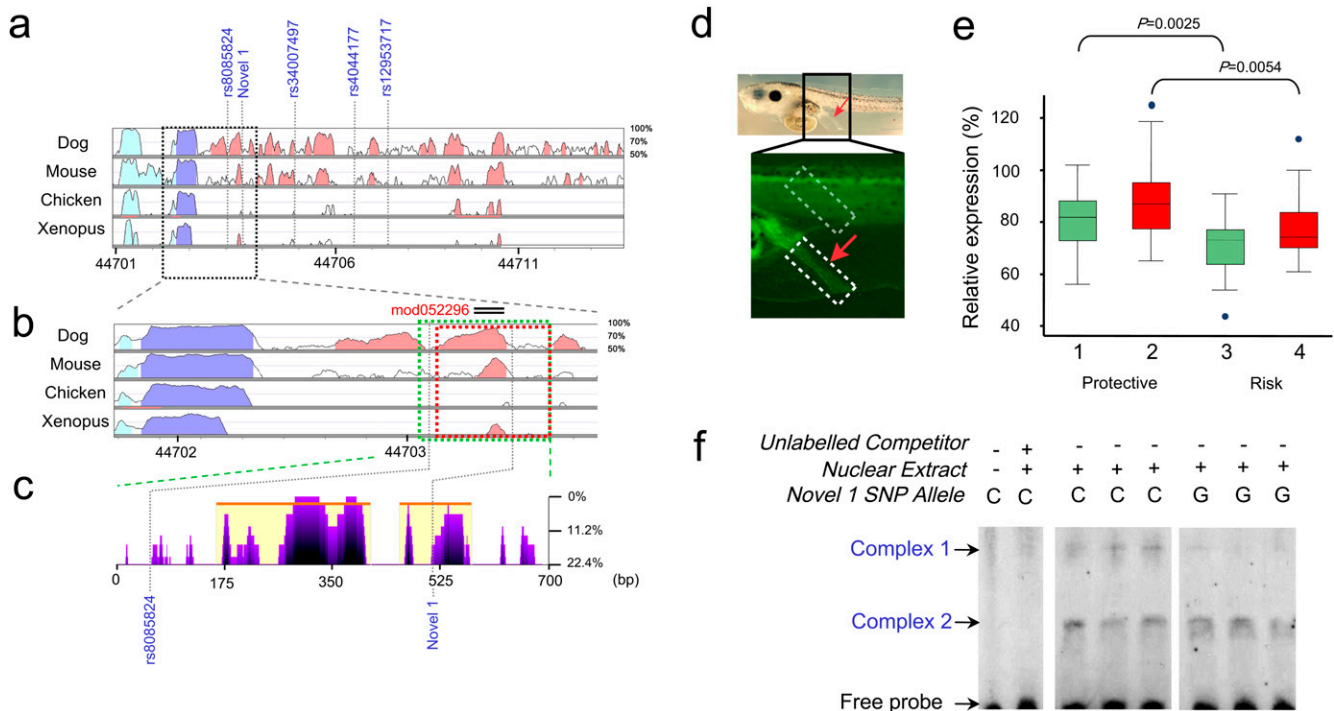 a
rs8085824
Novel 1
rs34007497
rs4044177
rs12953717
Dog
Mouse
Chicken
Xenopus
100%
70%
50%
44701
44706
44711
b
mod052296
Dog
Mouse
Chicken
Xenopus
100%
70%
50%
44702
44703
c
0%
11.2%
22.4%
0
175
350
525
700
(bp)
rs8085824
Novel 1
d
e
P=0.0025
P=0.0054
Relative expression (%)
120
100
80
60
40
1
2
3
4
Protective
Risk
f
Unlabelled Competitor - + - - - - - -
Nuclear Extract - + + + + + + +
Novel 1 SNP Allele C C C C C G G G
Complex 1
Complex 2
Free probe